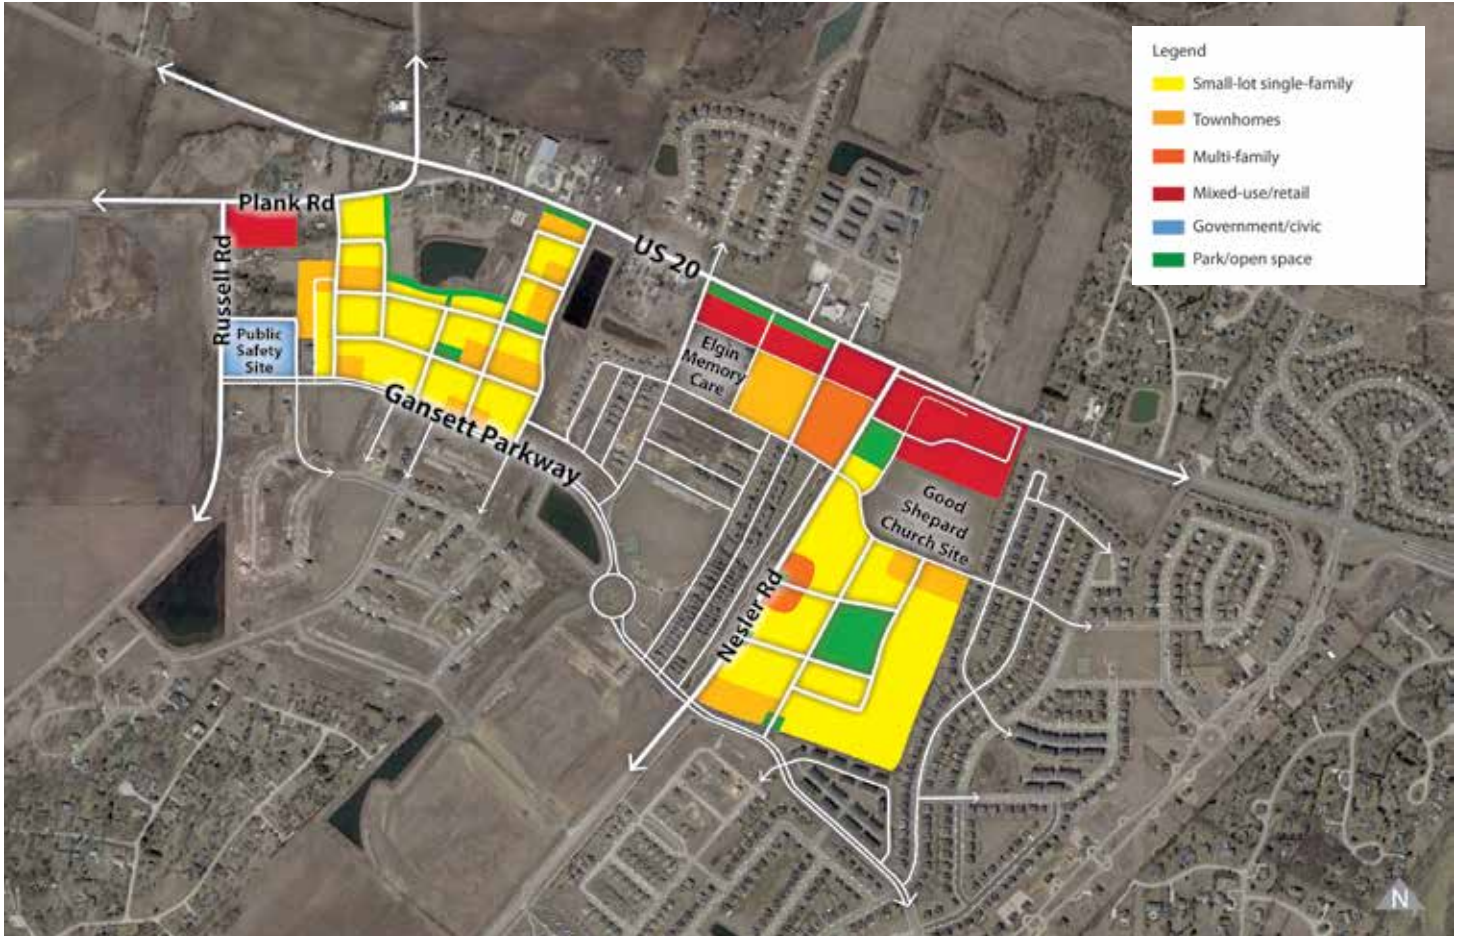 Legend
Small-lot single-family
Townhomes
Multi-family
Mixed-use/retail
Government/civic
Park/open space
Plank Rd
Russell Rd
US 20
Public
Safety
Site
Elgin
Memory
Care
Gansett Parkway
Good
Shepard
Church Site
Nesler Rd
N